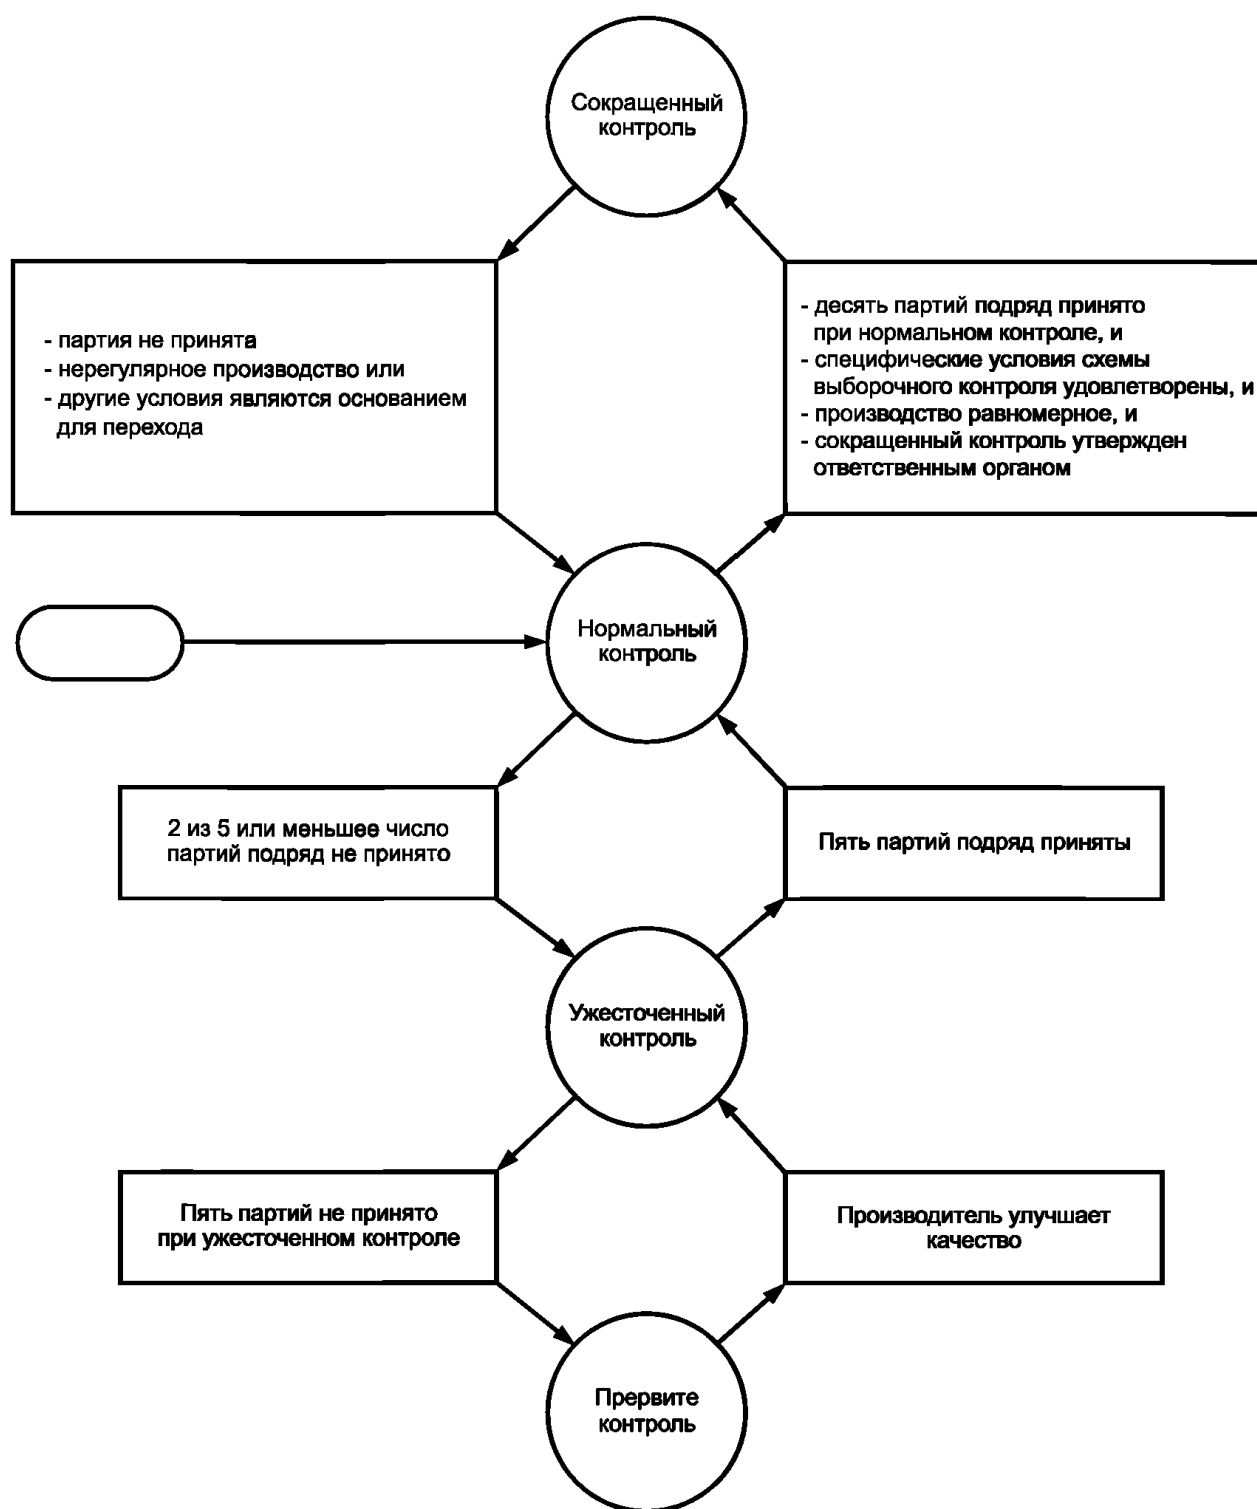 Сокращенный
контроль
- партия не принята
- нерегулярное производство или
- другие условия являются основанием
для перехода
- десять партий подряд принято
при нормальном контроле, и
- специфические условия схемы
выборочного контроля удовлетворены, и
- производство равномерное, и
- сокращенный контроль утвержден
ответственным органом
Нормальный
контроль
2 из 5 или меньшее число
партий подряд не принято
Пять партий подряд приняты
Ужесточенный
контроль
Пять партий не принято
при ужесточенном контроле
Производитель улучшает
качество
Прервите
контроль